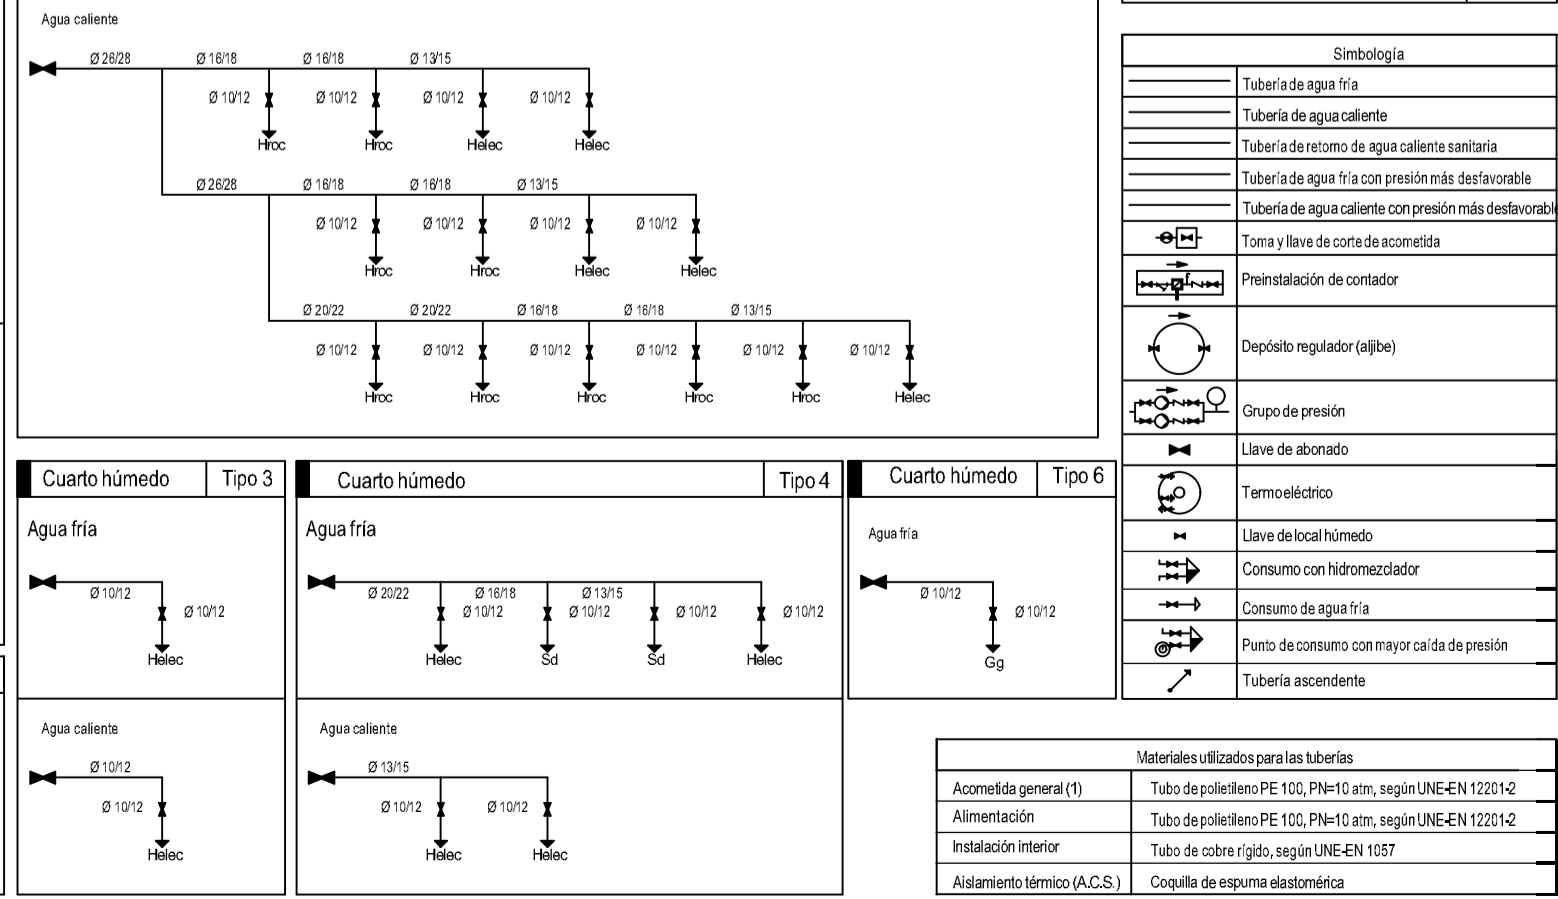 Agua caliente
Ø 26/28 Ø 16/18 Ø 16/18 Ø 13/15
Ø 10/12 Ø 10/12 Ø 10/12 Ø 10/12
Hroc Hroc Helec Helec
Ø 26/28 Ø 16/18 Ø 16/18 Ø 13/15
Ø 10/12 Ø 10/12 Ø 10/12 Ø 10/12
Hroc Hroc Helec Helec
Ø 20/22 Ø 20/22 Ø 16/18 Ø 16/18 Ø 13/15
Ø 10/12 Ø 10/12 Ø 10/12 Ø 10/12 Ø 10/12 Ø 10/12
Hroc Hroc Hroc Hroc Hroc Helec
Cuarto húmedo Tipo 3
Agua fría
Ø 10/12
Ø 10/12
Helec
Agua caliente
Ø 10/12
Ø 10/12
Helec
Cuarto húmedo Tipo 4
Agua fría
Ø 20/22 Ø 16/18 Ø 13/15
Ø 10/12 Ø 10/12 Ø 10/12 Ø 10/12
Helec Sd Sd Helec
Agua caliente
Ø 13/15
Ø 10/12 Ø 10/12
Helec Helec
Cuarto húmedo Tipo 6
Agua fría
Ø 10/12
Ø 10/12
Gg
Simbología
Tubería de agua fría
Tubería de agua caliente
Tubería de retorno de agua caliente sanitaria
Tubería de agua fría con presión más desfavorable
Tubería de agua caliente con presión más desfavorable
Toma y llave de corte de acometida
Preinstalación de contador
Depósito regulador (aljibe)
Grupo de presión
Llave de abonado
Termo eléctrico
Llave de local húmedo
Consumo con hidromezclador
Consumo de agua fría
Punto de consumo con mayor caída de presión
Tubería ascendente
Materiales utilizados para las tuberías
Acometida general (1) Tubo de polietileno PE 100, PN=10 atm, según UNE-EN 12201-2
Alimentación Tubo de polietileno PE 100, PN=10 atm, según UNE-EN 12201-2
Instalación interior Tubo de cobre rígido, según UNE-EN 1057
Aislamiento térmico (A.C.S.) Coquilla de espuma elastomérica